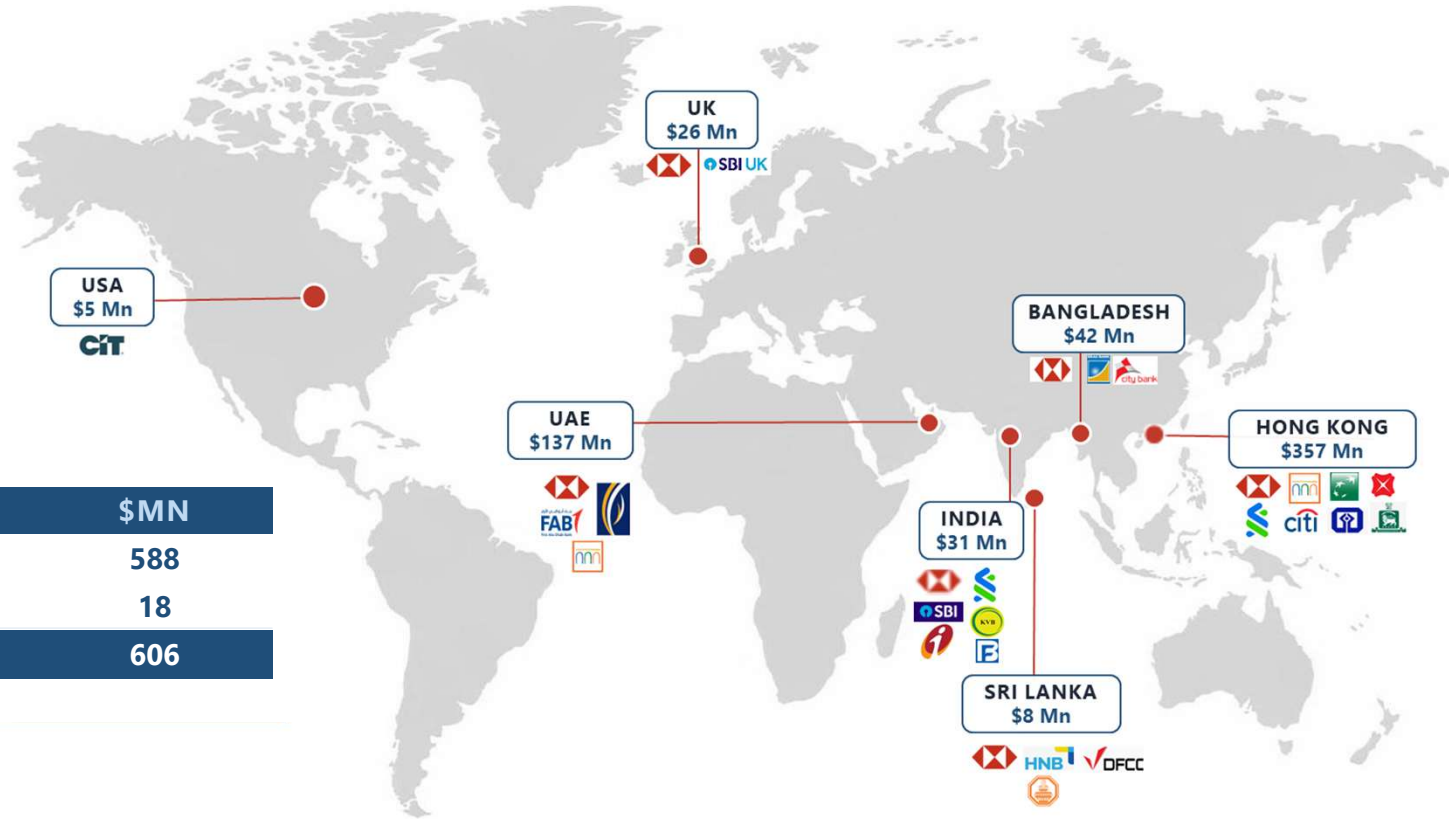 UK
$26 Mn
SBI UK
USA
$5 Mn
CiT
BANGLADESH
$42 Mn
city bank
UAE
$137 Mn
FAB
HONG KONG
$357 Mn
citi
$MN
588
18
606
INDIA
$31 Mn
SBI
KVB
SRI LANKA
$8 Mn
HNB
DFCC